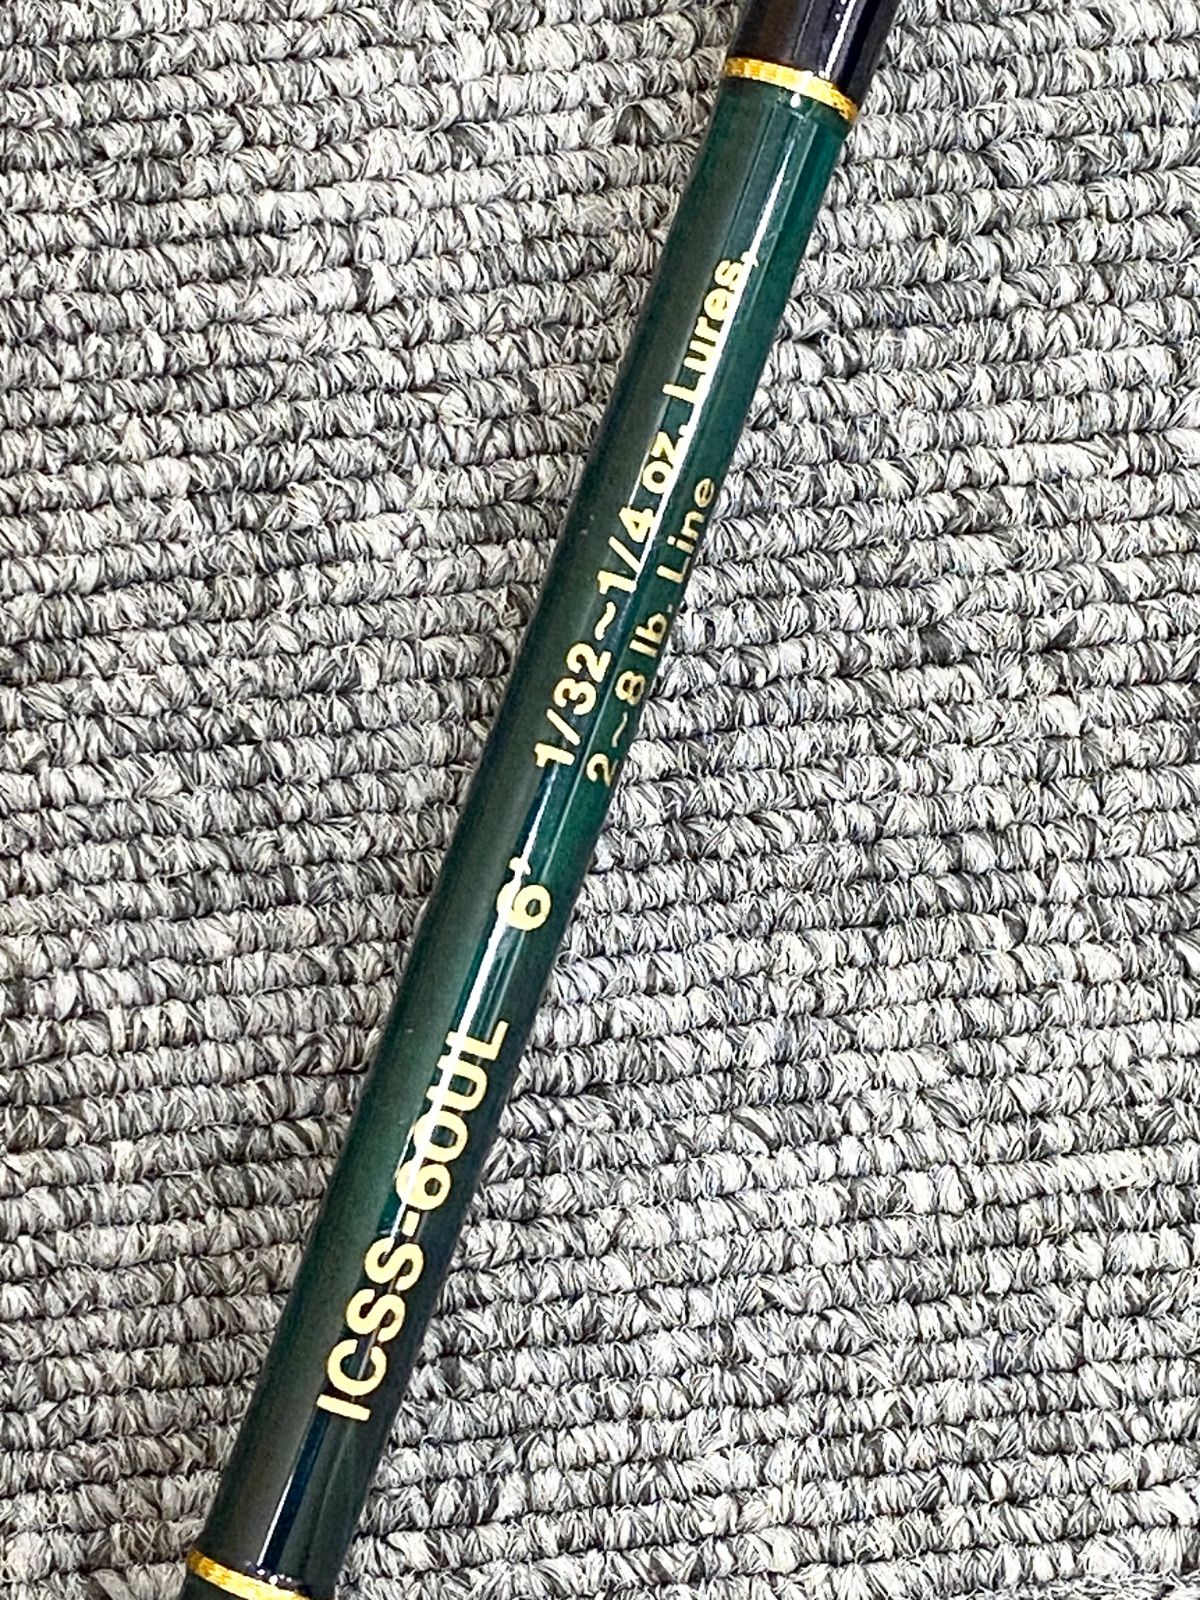 ICSS-60UL 6' 1/32~1/4 oz. Lures,
2~8 lb. Line